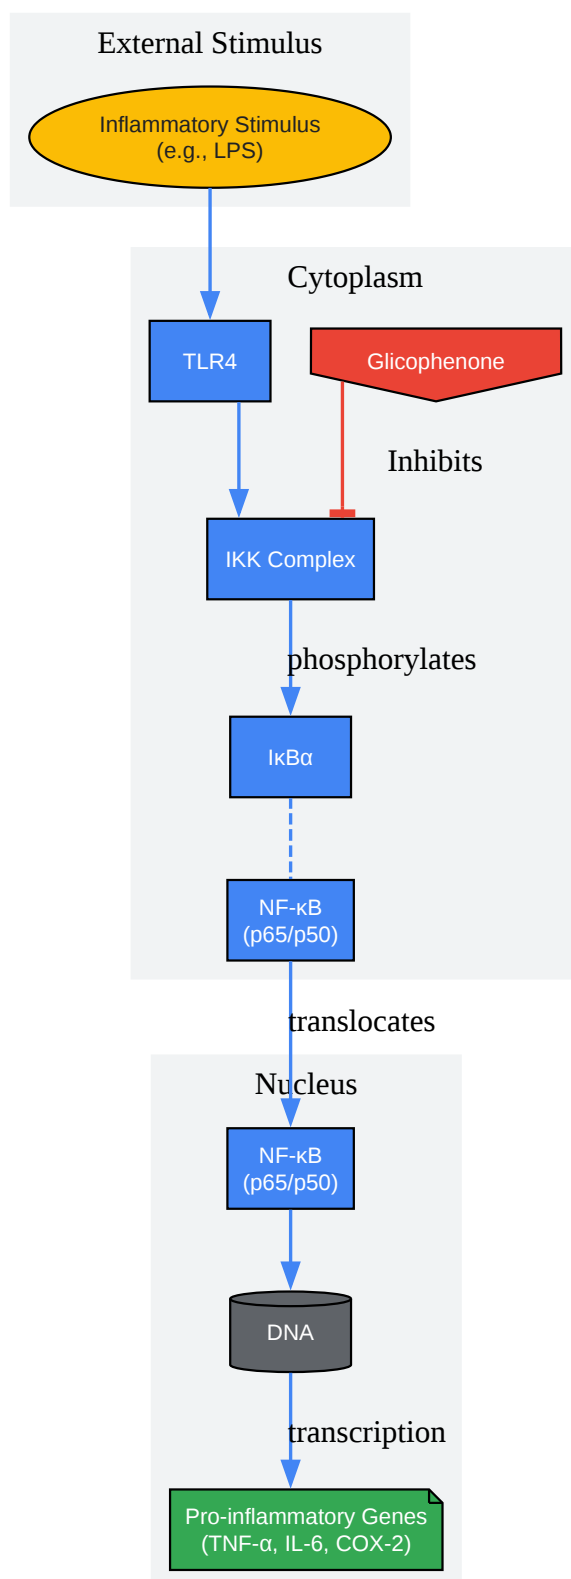 External Stimulus
Inflammatory Stimulus
(e.g., LPS)
Cytoplasm
TLR4
Glicophenone
Inhibits
IKK Complex
phosphorylates
IκBα
NF-κB
(p65/p50)
translocates
Nucleus
NF-κB
(p65/p50)
DNA
transcription
Pro-inflammatory Genes
(TNF-α, IL-6, COX-2)